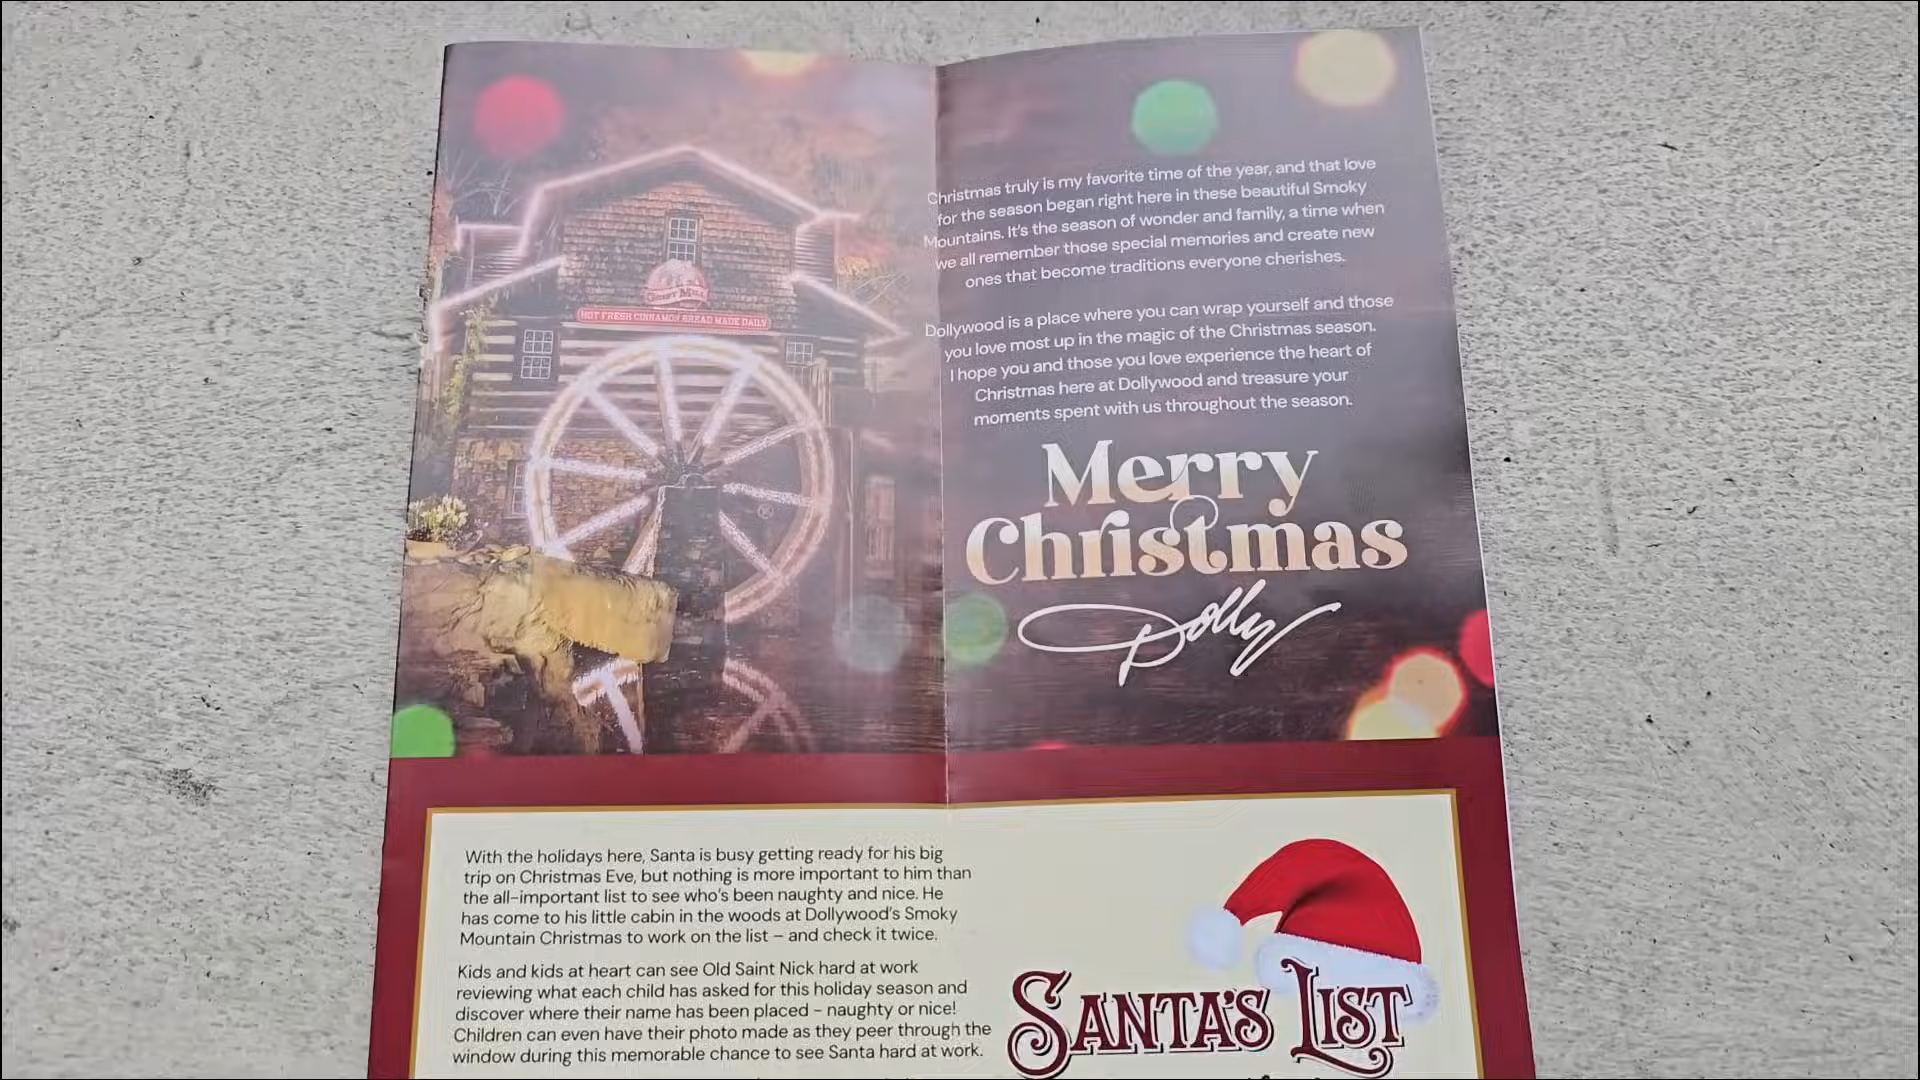 GRIST MILL
HOT FRESH CINNAMON BREAD MADE DAILY
Christmas truly is my favorite time of the year, and that love
for the season began right here in these beautiful Smoky
Mountains. It's the season of wonder and family, a time when
we all remember those special memories and create new
ones that become traditions everyone cherishes.
Dollywood is a place where you can wrap yourself and those
you love most up in the magic of the Christmas season.
I hope you and those you love experience the heart of
Christmas here at Dollywood and treasure your
moments spent with us throughout the season.
Merry
Christmas
Dolly
With the holidays here, Santa is busy getting ready for his big
trip on Christmas Eve, but nothing is more important to him than
the all-important list to see who's been naughty and nice. He
has come to his little cabin in the woods at Dollywood's Smoky
Mountain Christmas to work on the list – and check it twice.
Kids and kids at heart can see Old Saint Nick hard at work
reviewing what each child has asked for this holiday season and
discover where their name has been placed – naughty or nice!
Children can even have their photo made as they peer through the
window during this memorable chance to see Santa hard at work.
SANTA'S LIST